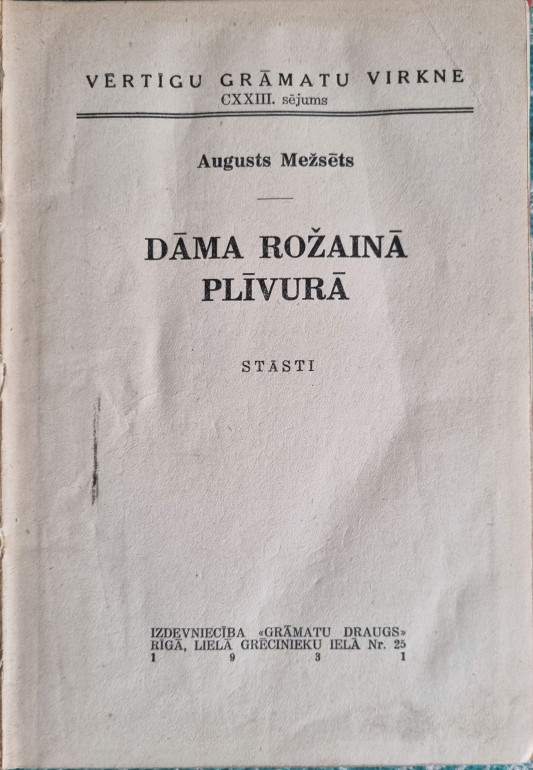 VĒRTĪGU GRĀMATU VIRKNE
CXXIII. sējums
Augusts Mežsēts
DĀMA ROŽAINĀ
PLĪVURĀ
STĀSTI
IZDEVNIECĪBA «GRĀMATU DRAUGS»
RĪGĀ, LIELĀ GRĒCINIEKU IELĀ Nr. 25
1 9 3 1